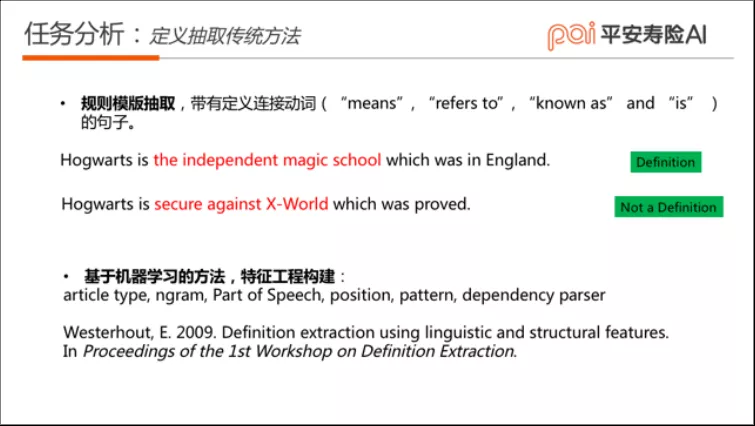 任务分析：定义抽取传统方法
pai 平安寿险AI
• 规则模版抽取，带有定义连接动词（ “means”, “refers to”, “known as” and “is” ）
的句子。
Hogwarts is the independent magic school which was in England.
Definition
Hogwarts is secure against X-World which was proved.
Not a Definition
• 基于机器学习的方法，特征工程构建：
article type, ngram, Part of Speech, position, pattern, dependency parser
Westerhout, E. 2009. Definition extraction using linguistic and structural features.
In Proceedings of the 1st Workshop on Definition Extraction.